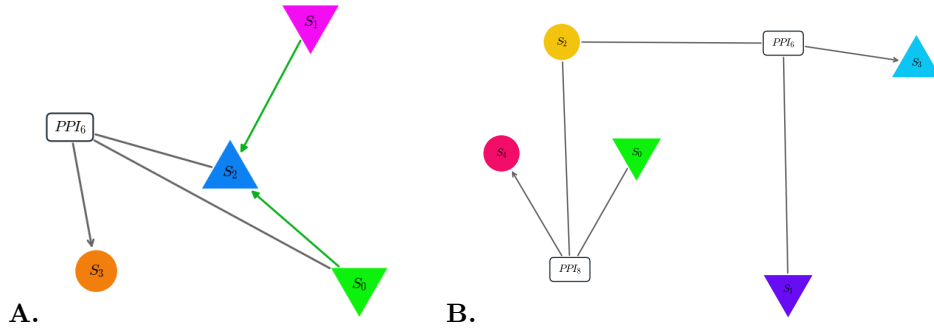 S₁
PPI₆
S₂
S₃
S₀
A.
S₂
PPI₆
S₃
S₄
S₀
PPI₈
S₁
B.